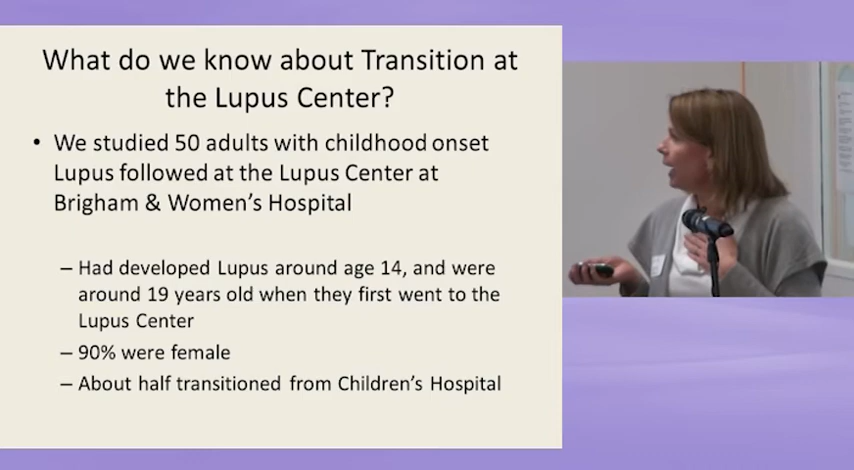 What do we know about Transition at
the Lupus Center?
• We studied 50 adults with childhood onset
Lupus followed at the Lupus Center at
Brigham & Women's Hospital
– Had developed Lupus around age 14, and were
around 19 years old when they first went to the
Lupus Center
– 90% were female
– About half transitioned from Children's Hospital